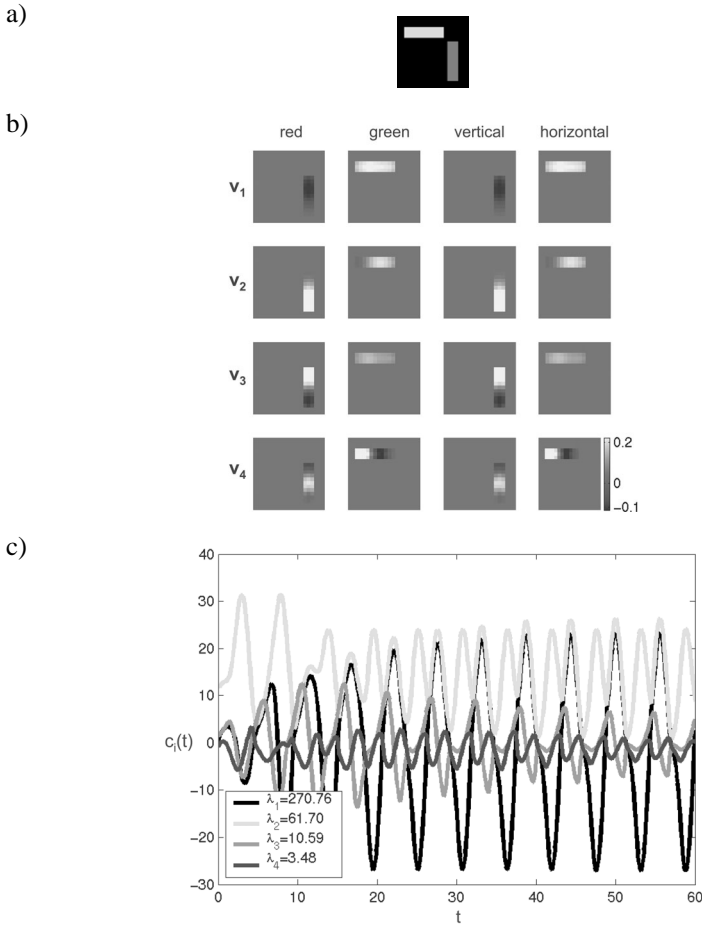 a)
b)
red green vertical horizontal
v1
v2
v3
v4
0.2
0
−0.1
c)
40
30
20
10
0
−10
−20
−30
ci(t)
λ1=270.76
λ2=61.70
λ3=10.59
λ4=3.48
0 10 20 30 40 50 60
t